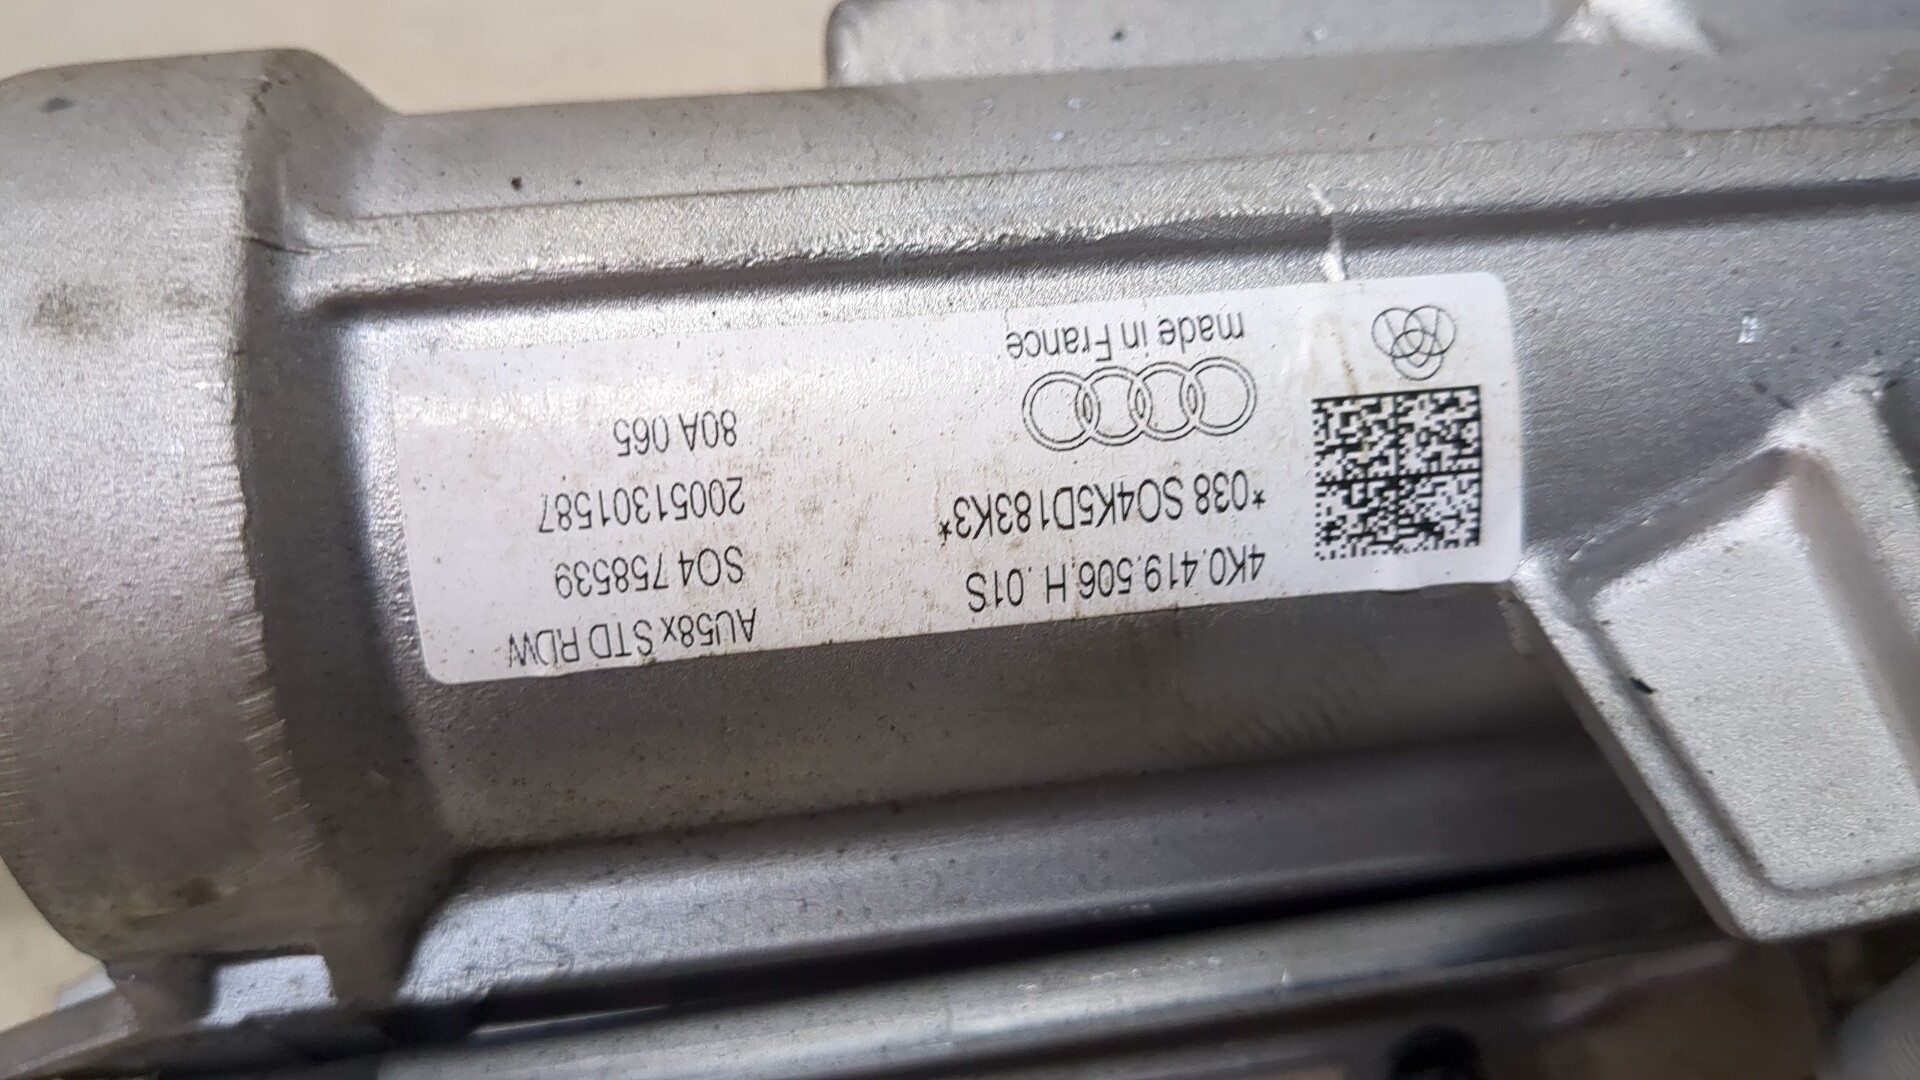 4K0.419.506.H .01S
*038 SO4K5D183K3*
made in France
AU58x STD RDW
SO4 758539
20051301587
80A 065